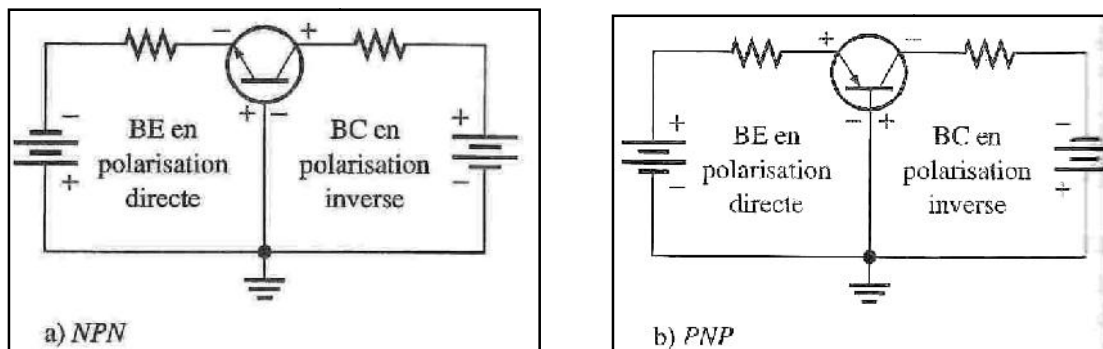 - +
- + - +
BE en
polarisation
directe
BC en
polarisation
inverse
+ -
a) NPN
+ -
+ - - +
BE en
polarisation
directe
BC en
polarisation
inverse
- +
b) PNP